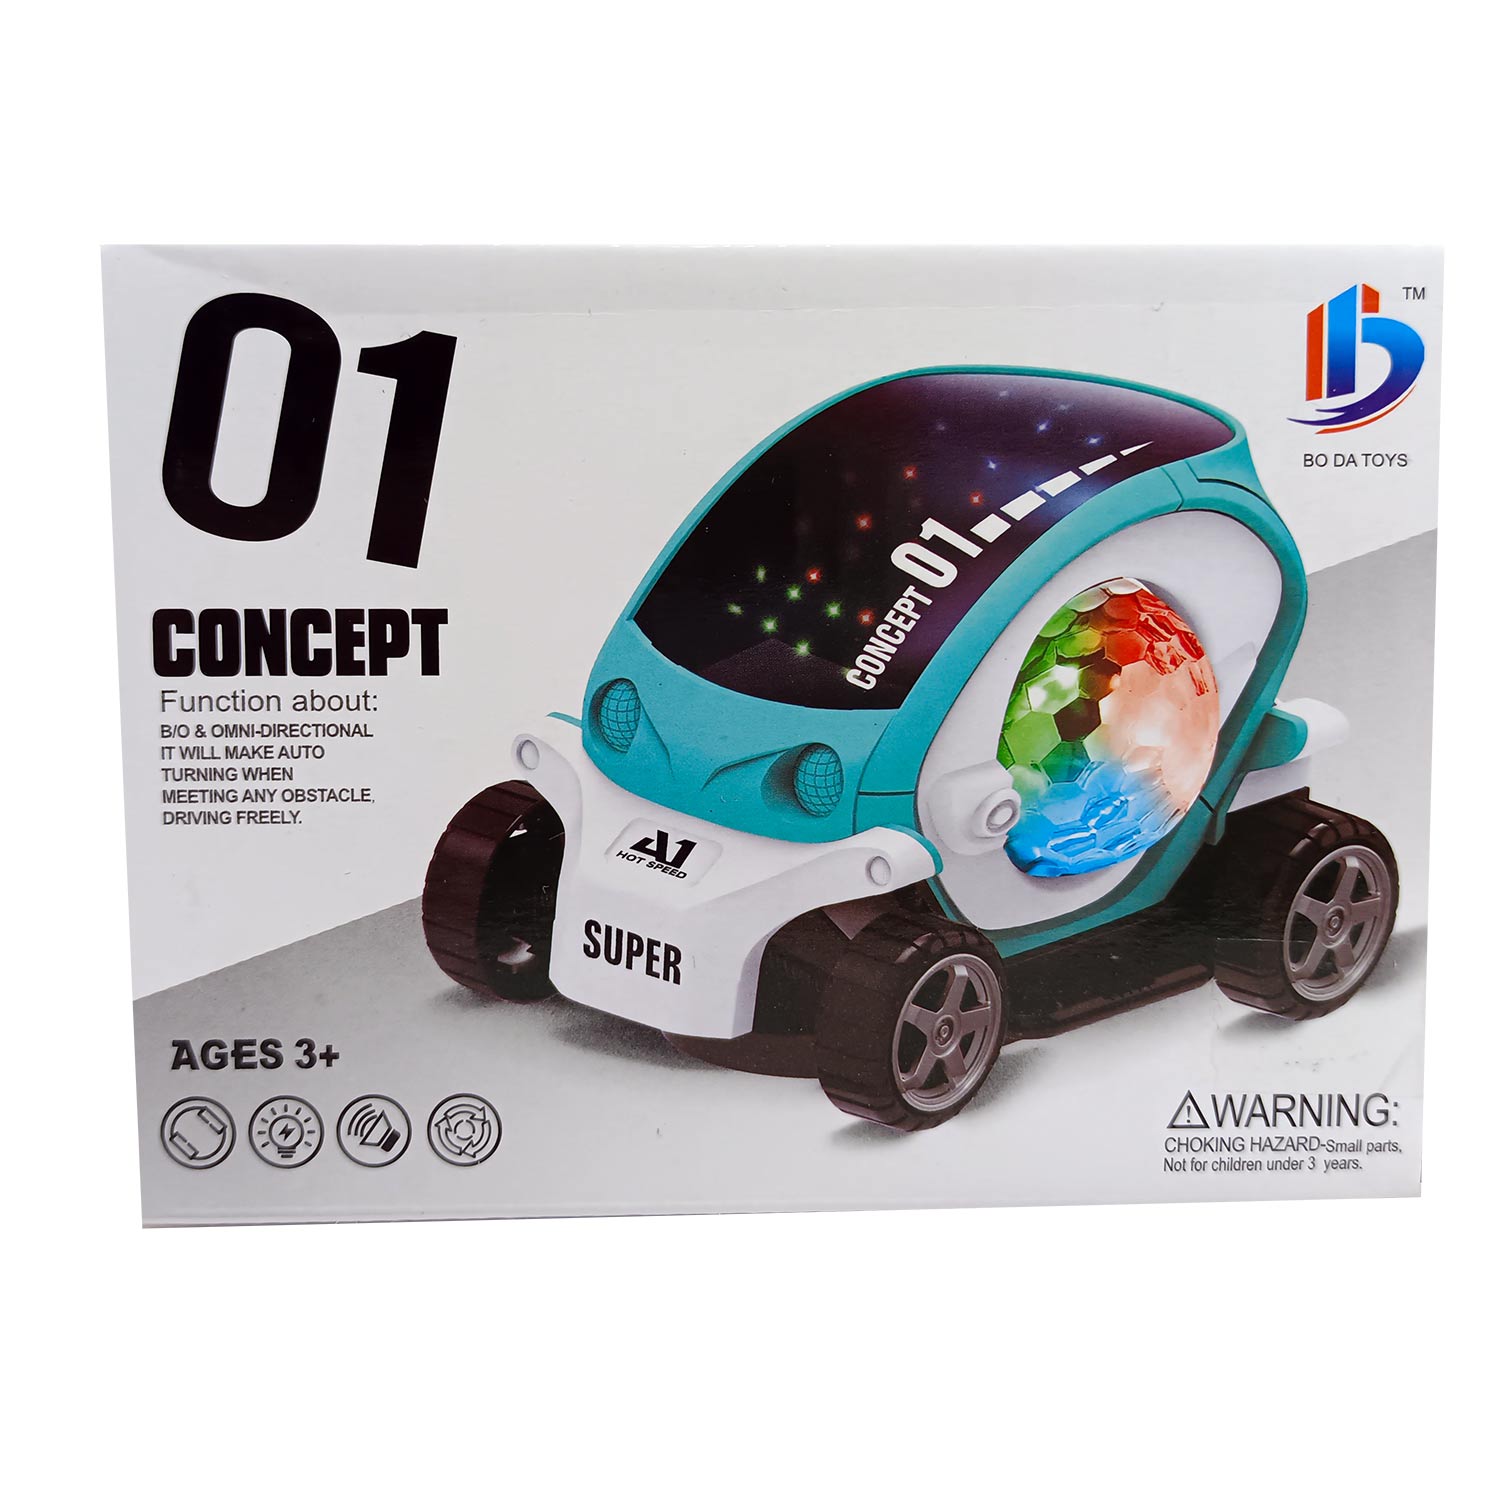 01
TM
BO DA TOYS
CONCEPT
Function about:
B/O & OMNI-DIRECTIONAL
IT WILL MAKE AUTO
TURNING WHEN
MEETING ANY OBSTACLE,
DRIVING FREELY.
CONCEPT 01
A1
HOT SPEED
SUPER
AGES 3+
WARNING:
CHOKING HAZARD-Small parts,
Not for children under 3 years.